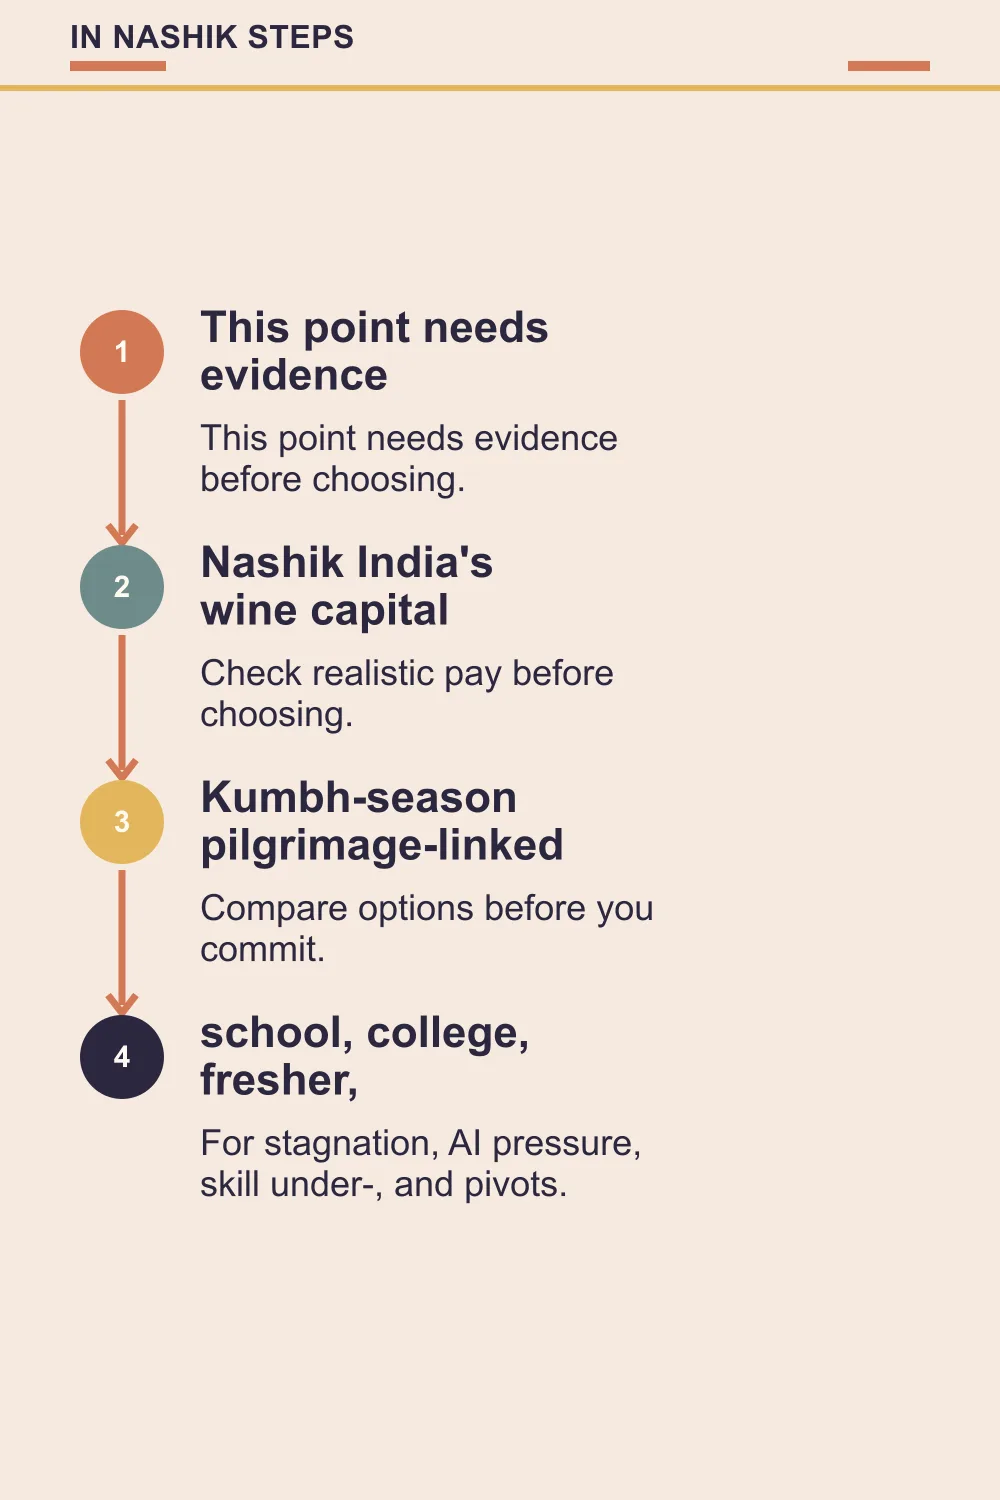 IN NASHIK STEPS
1
This point needs
evidence
This point needs evidence
before choosing.
2
Nashik India's
wine capital
Check realistic pay before
choosing.
3
Kumbh-season
pilgrimage-linked
Compare options before you
commit.
4
school, college,
fresher,
For stagnation, AI pressure,
skill under-, and pivots.